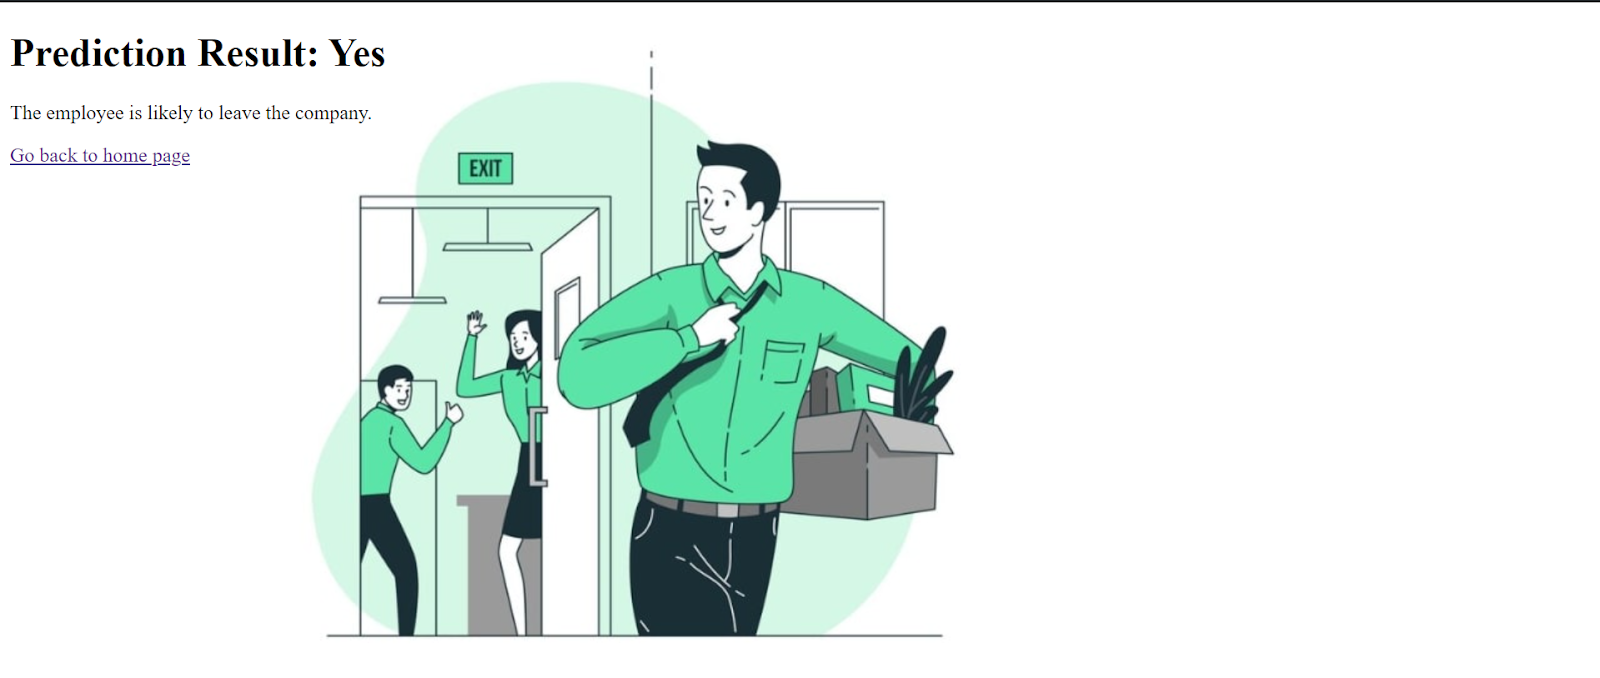 Prediction Result: Yes
The employee is likely to leave the company.
Go back to home page
EXIT